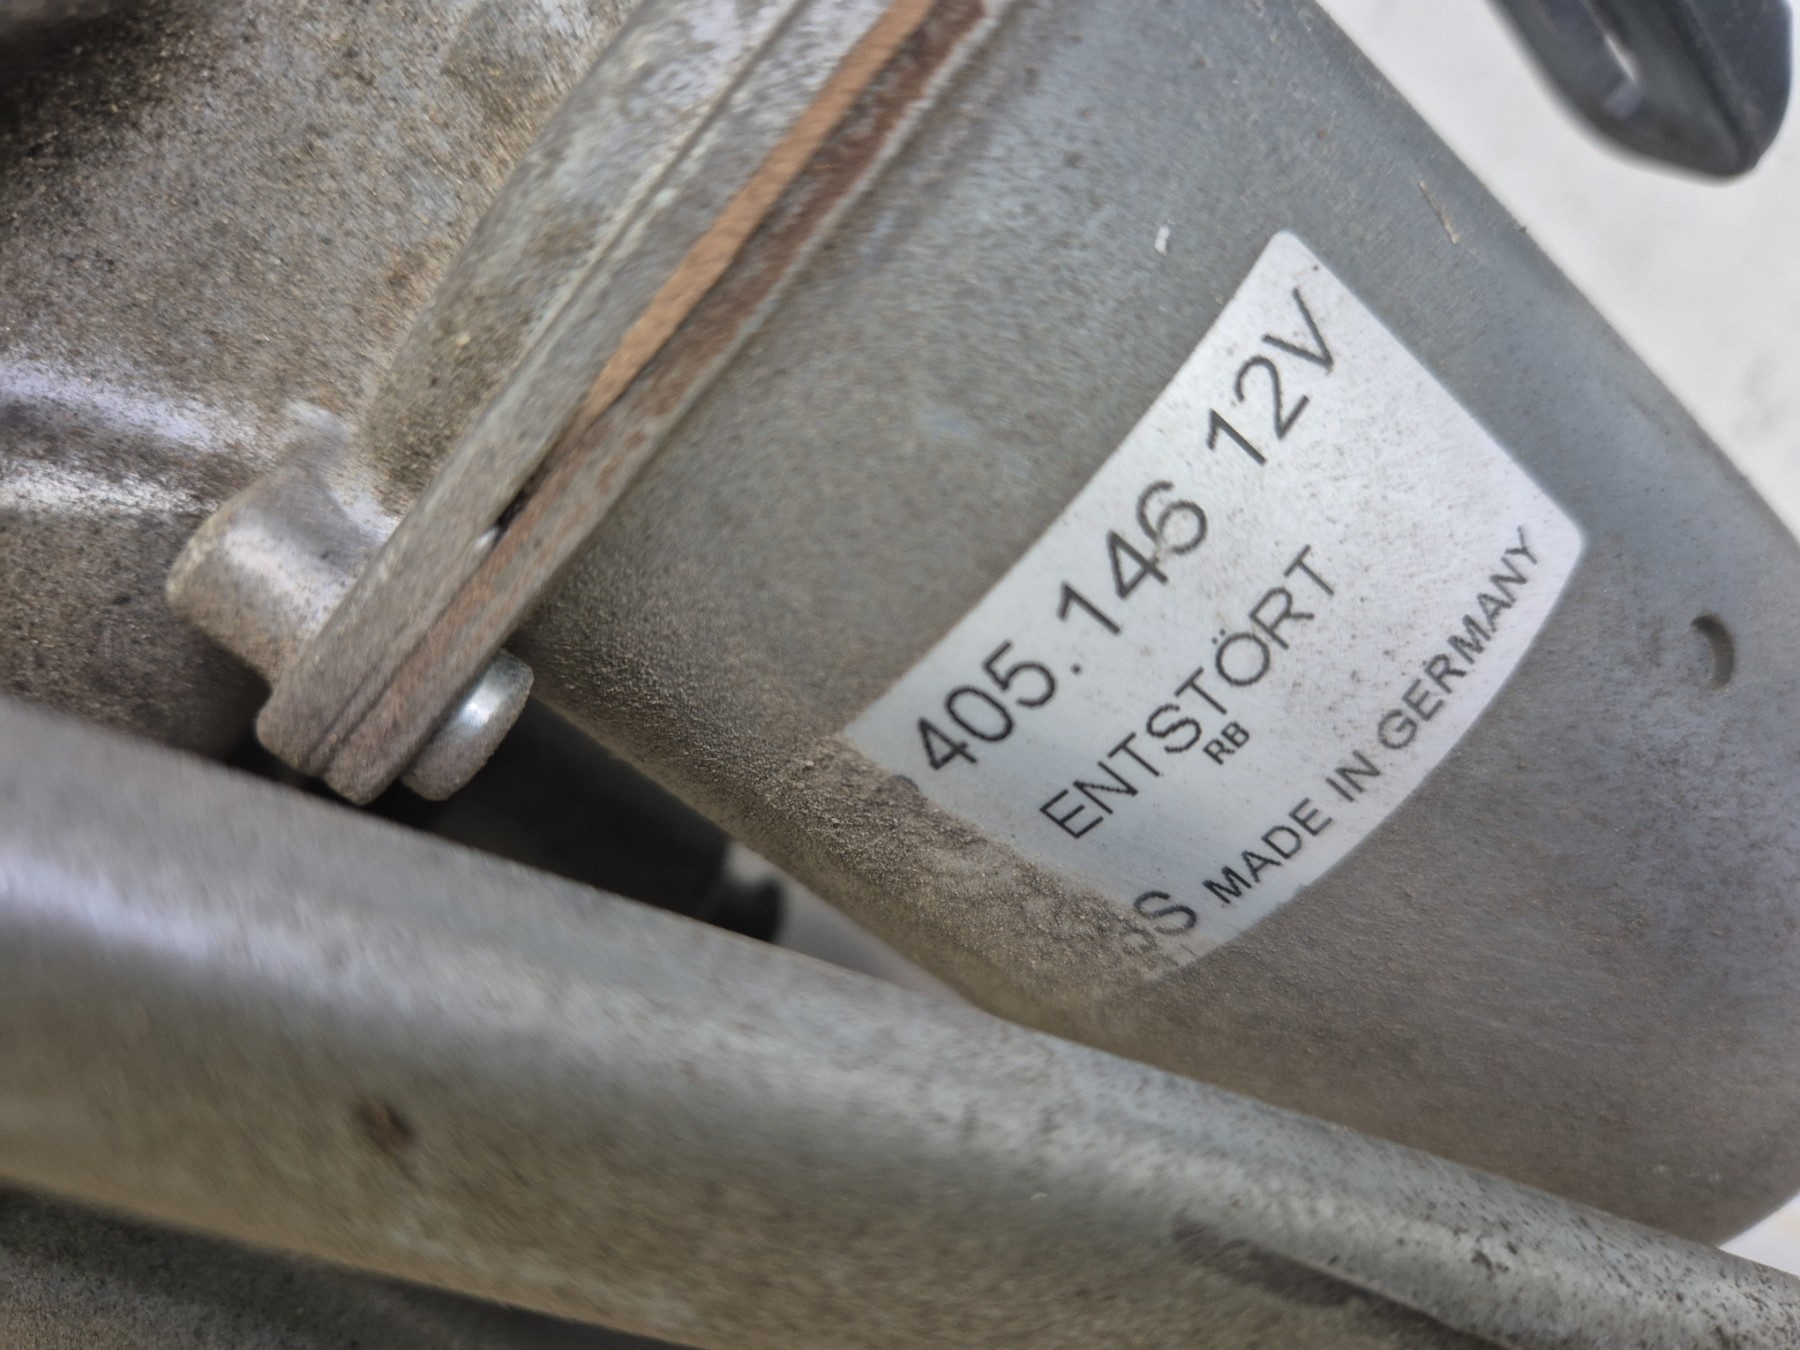 405.146 12V
ENTSTÖRT
RB
MADE IN GERMANY